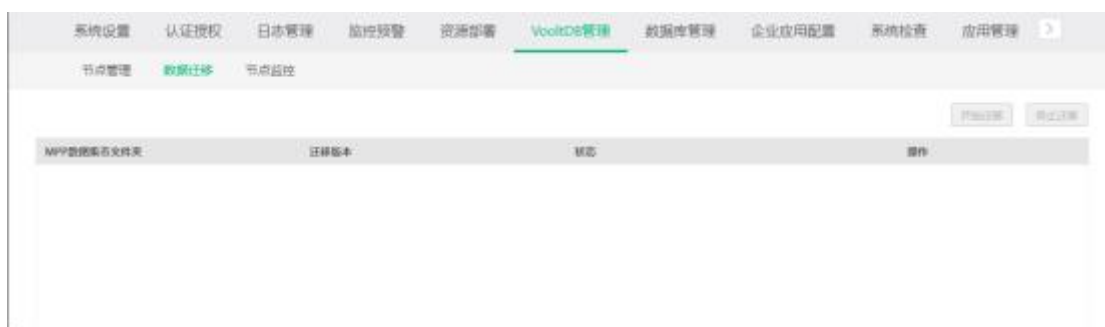 系统设置 认证授权 日志管理 监控预警 资源部署 VooltDB管理 数据库管理 企业应用配置 系统检查 应用管理
节点管理 数据迁移 节点监控
开始迁移 终止迁移
MPP数据集市文件夹 迁移版本 状态 操作